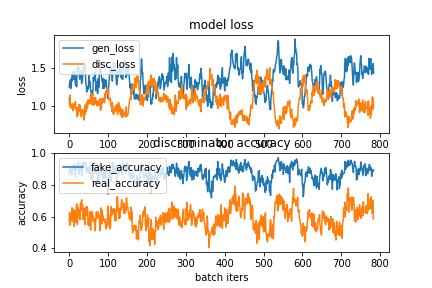 model loss
gen_loss
disc_loss
1.5
1.0
loss
0 100 200 300 400 500 600 700 800
discriminator accuracy
fake_accuracy
real_accuracy
1.0
0.8
0.6
0.4
accuracy
0 100 200 300 400 500 600 700 800
batch iters